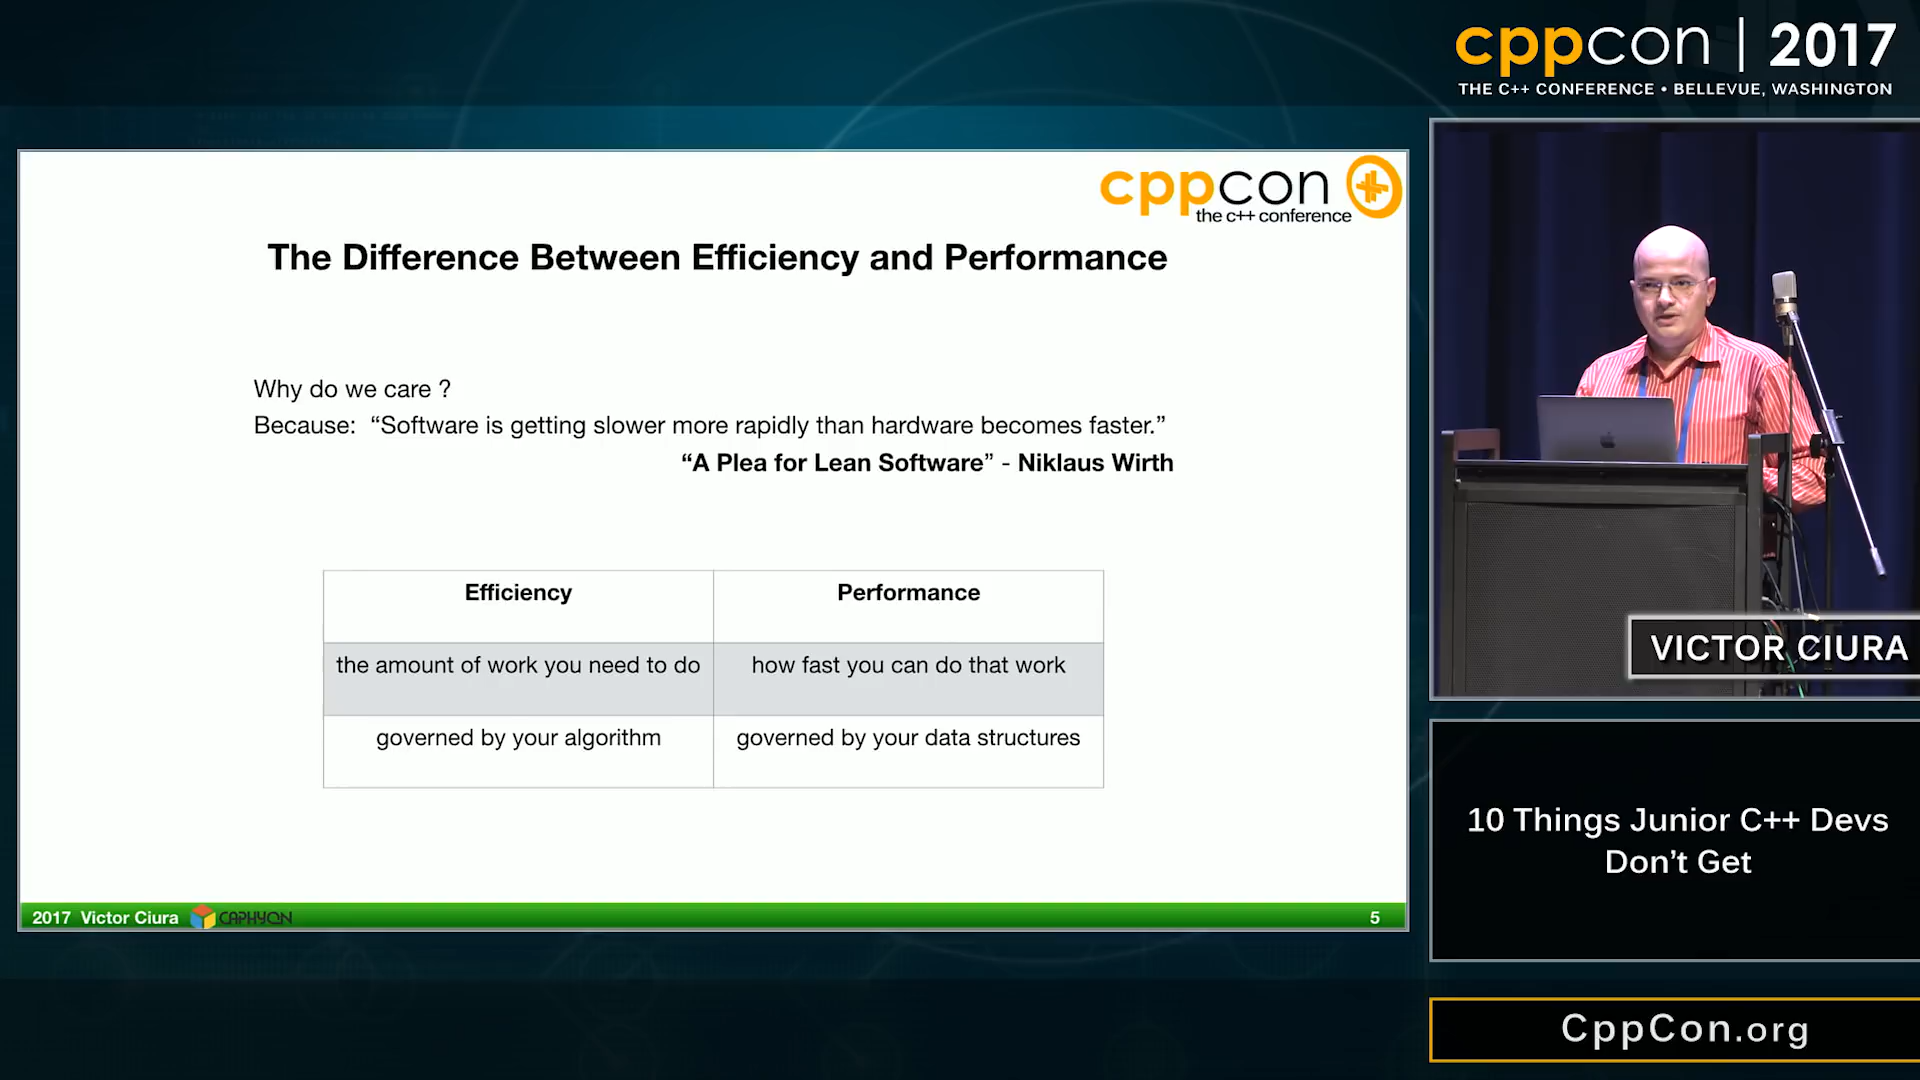 cppcon | 2017
THE C++ CONFERENCE • BELLEVUE, WASHINGTON
cppcon
the c++ conference
The Difference Between Efficiency and Performance
Why do we care ?
Because: “Software is getting slower more rapidly than hardware becomes faster.”
“A Plea for Lean Software” - Niklaus Wirth
Efficiency Performance
the amount of work you need to do how fast you can do that work
governed by your algorithm governed by your data structures
2017 Victor Ciura CAPHYON 5
VICTOR CIURA
10 Things Junior C++ Devs
Don’t Get
CppCon.org